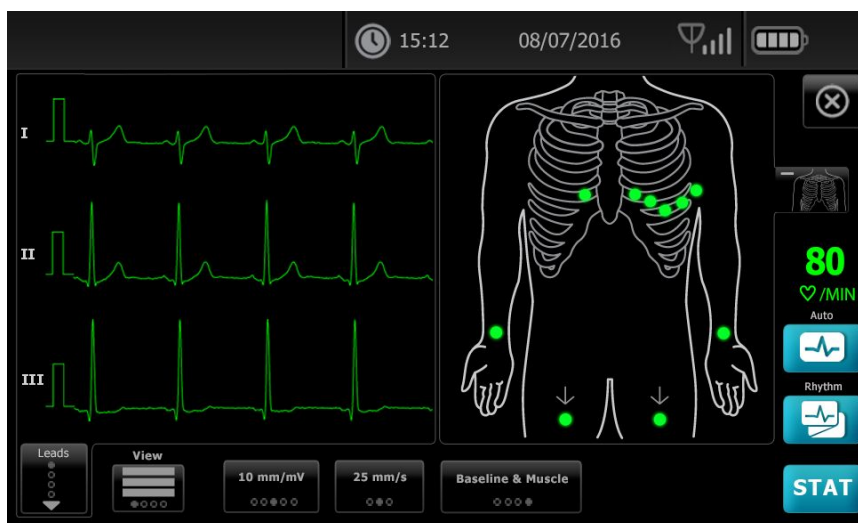 15:12 08/07/2016
I
II
III
80
/MIN
Auto
Rhythm
Leads
View
10 mm/mV
25 mm/s
Baseline & Muscle
STAT